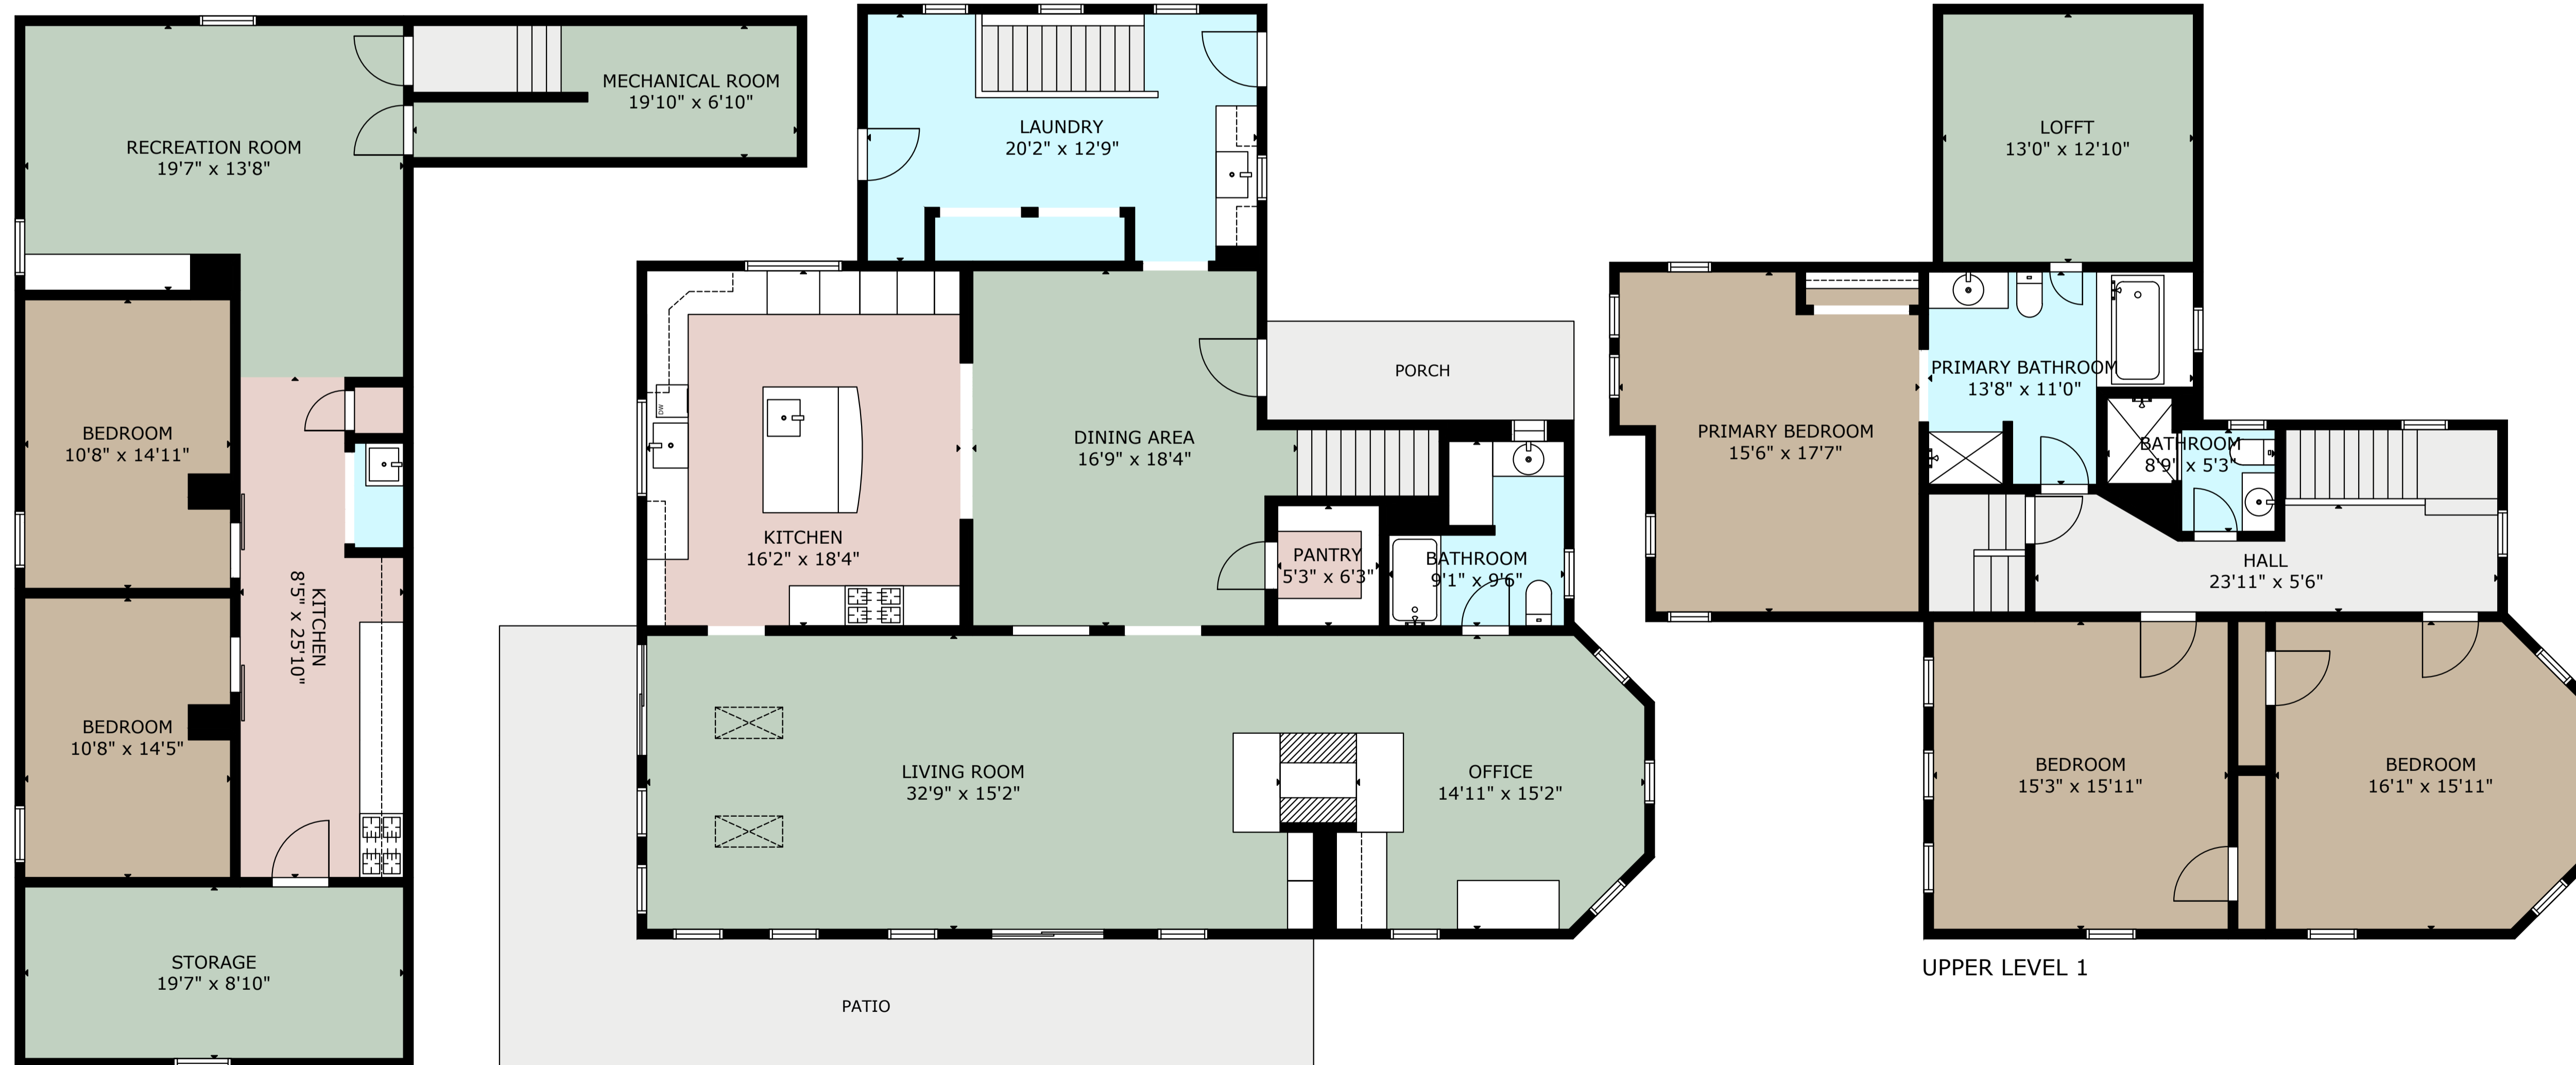 RECREATION ROOM
19'7" x 13'8"
MECHANICAL ROOM
19'10" x 6'10"
BEDROOM
10'8" x 14'11"
KITCHEN
8'5" x 25'10"
BEDROOM
10'8" x 14'5"
STORAGE
19'7" x 8'10"
LAUNDRY
20'2" x 12'9"
PORCH
DW
DINING AREA
16'9" x 18'4"
KITCHEN
16'2" x 18'4"
PANTRY
5'3" x 6'3"
BATHROOM
9'1" x 9'6"
LIVING ROOM
32'9" x 15'2"
OFFICE
14'11" x 15'2"
PATIO
LOFFT
13'0" x 12'10"
PRIMARY BATHROOM
13'8" x 11'0"
PRIMARY BEDROOM
15'6" x 17'7"
BATHROOM
8'9" x 5'3"
HALL
23'11" x 5'6"
BEDROOM
15'3" x 15'11"
BEDROOM
16'1" x 15'11"
UPPER LEVEL 1